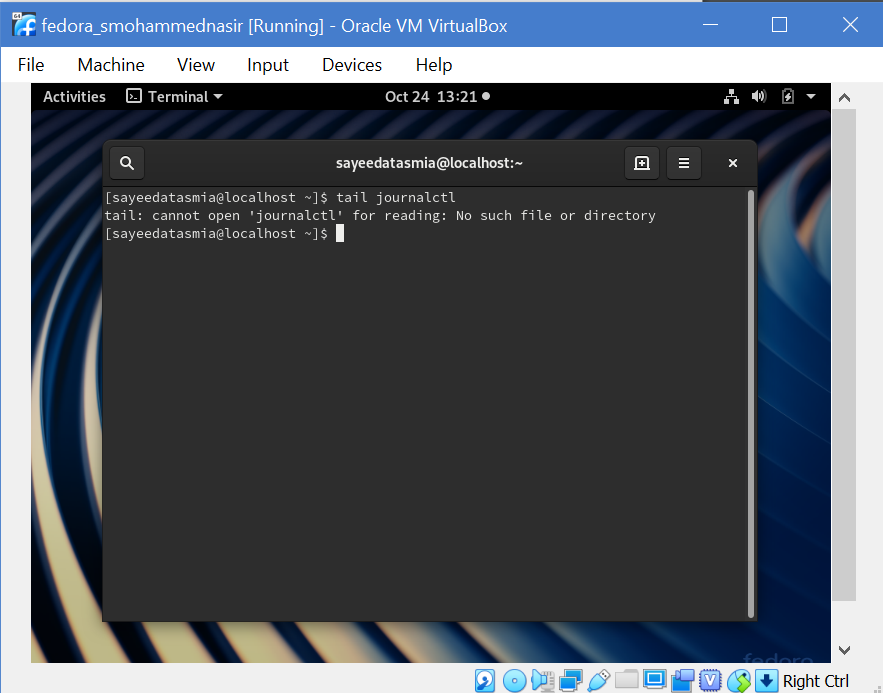 fedora_smohammednasir [Running] - Oracle VM VirtualBox
File Machine View Input Devices Help
Activities Terminal Oct 24 13:21
sayeedatasmia@localhost:~
[sayeedatasmia@localhost ~]$ tail journalctl
tail: cannot open 'journalctl' for reading: No such file or directory
[sayeedatasmia@localhost ~]$
fedora
Right Ctrl